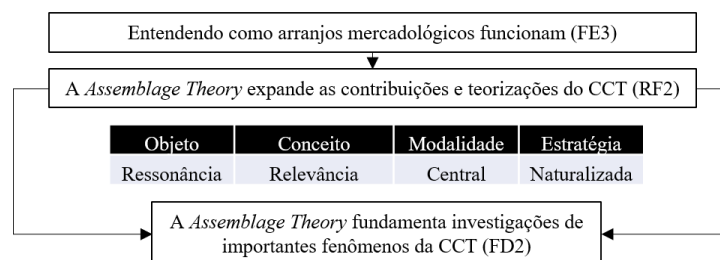 Entendendo como arranjos mercadológicos funcionam (FE3)
A Assemblage Theory expande as contribuições e teorizações do CCT (RF2)
Objeto Conceito Modalidade Estratégia
Ressonância Relevância Central Naturalizada
A Assemblage Theory fundamenta investigações de
importantes fenômenos da CCT (FD2)